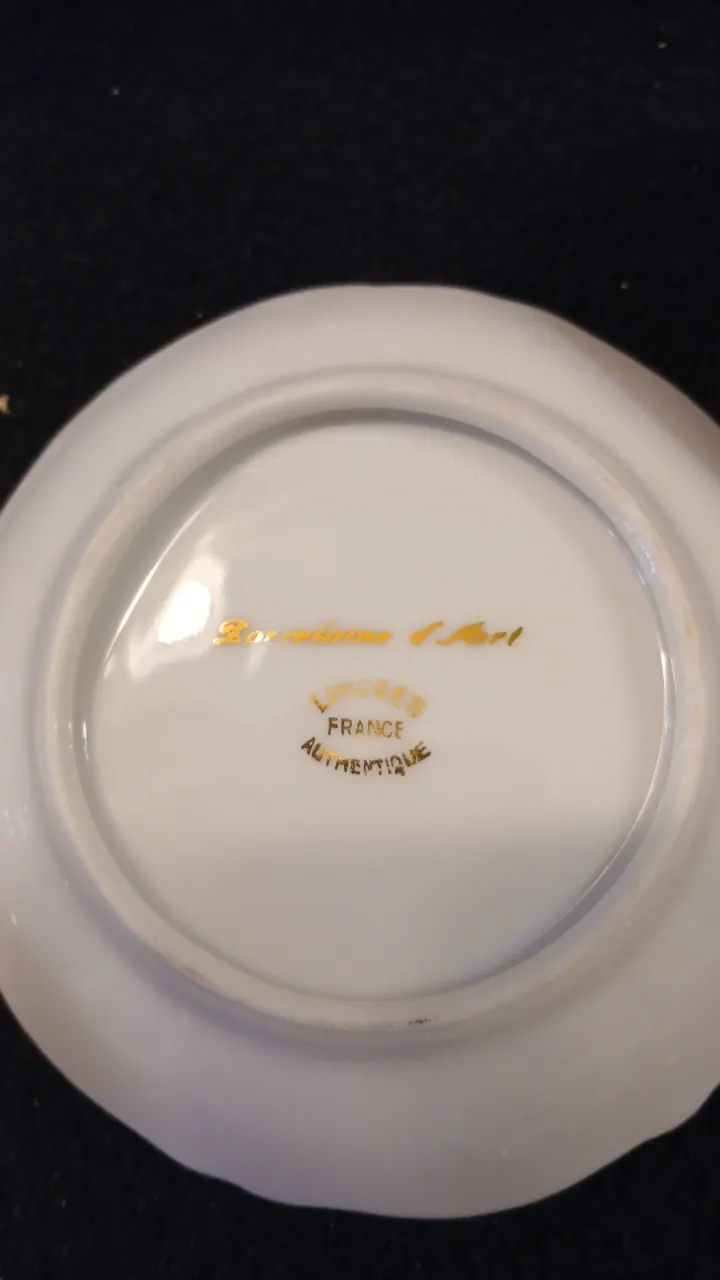 Porcelaine d'Art
LIMOGES
FRANCE
AUTHENTIQUE